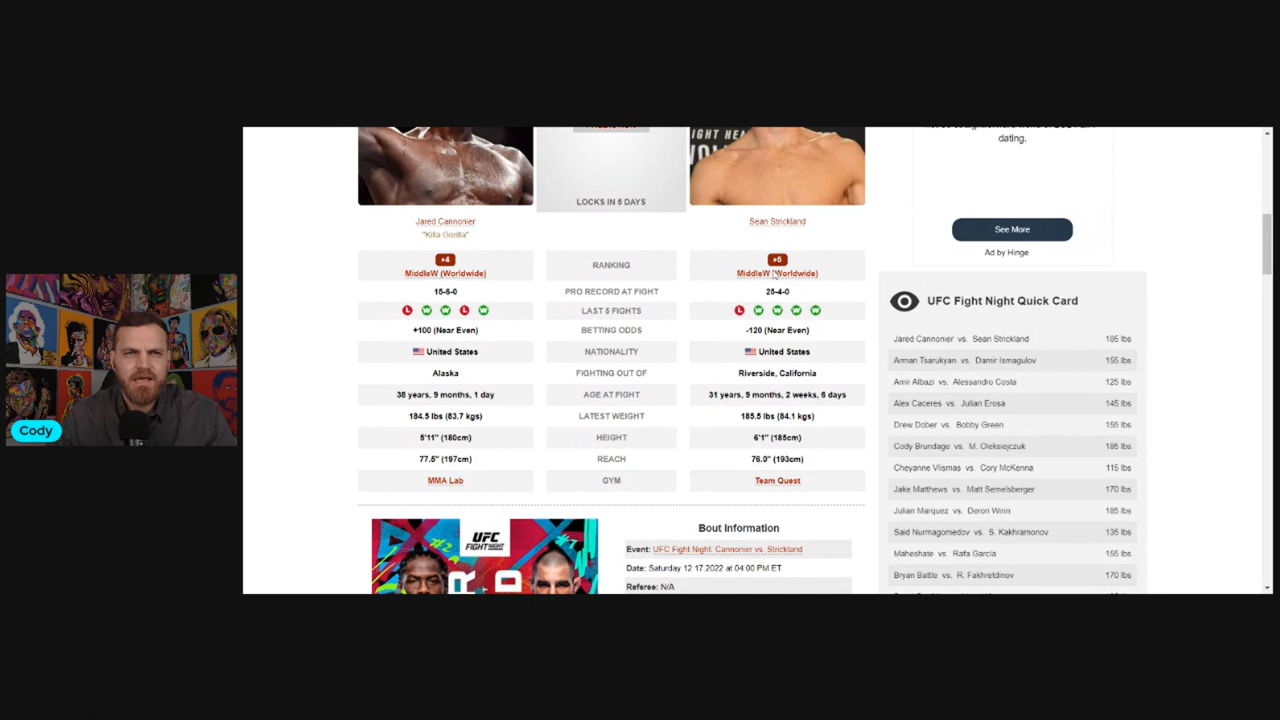 dating.
LOCKS IN 5 DAYS
See More
Ad by Hinge
Jared Cannonier
Sean Strickland
"Killa Gorilla"
#4
RANKING
#5
MiddleW (Worldwide)
MiddleW (Worldwide)
15-6-0
PRO RECORD AT FIGHT
25-4-0
L W W L W
LAST 5 FIGHTS
L W W W W
+100 (Near Even)
BETTING ODDS
-120 (Near Even)
United States
NATIONALITY
United States
Alaska
FIGHTING OUT OF
Riverside, California
38 years, 9 months, 1 day
AGE AT FIGHT
31 years, 9 months, 2 weeks, 6 days
184.5 lbs (83.7 kgs)
LATEST WEIGHT
185.5 lbs (84.1 kgs)
5'11" (180cm)
HEIGHT
6'1" (185cm)
77.5" (197cm)
REACH
76.0" (193cm)
MMA Lab
GYM
Team Quest
UFC
FIGHT NIGHT
#2
Bout Information
Event: UFC Fight Night: Cannonier vs. Strickland
Date: Saturday 12.17.2022 at 04:00 PM ET
Referee: N/A
UFC Fight Night Quick Card
Jared Cannonier vs. Sean Strickland 185 lbs
Arman Tsarukyan vs. Damir Ismagulov 155 lbs
Amir Albazi vs. Alessandro Costa 125 lbs
Alex Caceres vs. Julian Erosa 145 lbs
Drew Dober vs. Bobby Green 155 lbs
Cody Brundage vs. M. Oleksiejczuk 185 lbs
Cheyanne Vlismas vs. Cory McKenna 115 lbs
Jake Matthews vs. Matt Semelsberger 170 lbs
Julian Marquez vs. Deron Winn 185 lbs
Said Nurmagomedov vs. S. Kakhramonov 135 lbs
Maheshate vs. Rafa García 155 lbs
Bryan Battle vs. R. Fakhretdinov 170 lbs
Cody